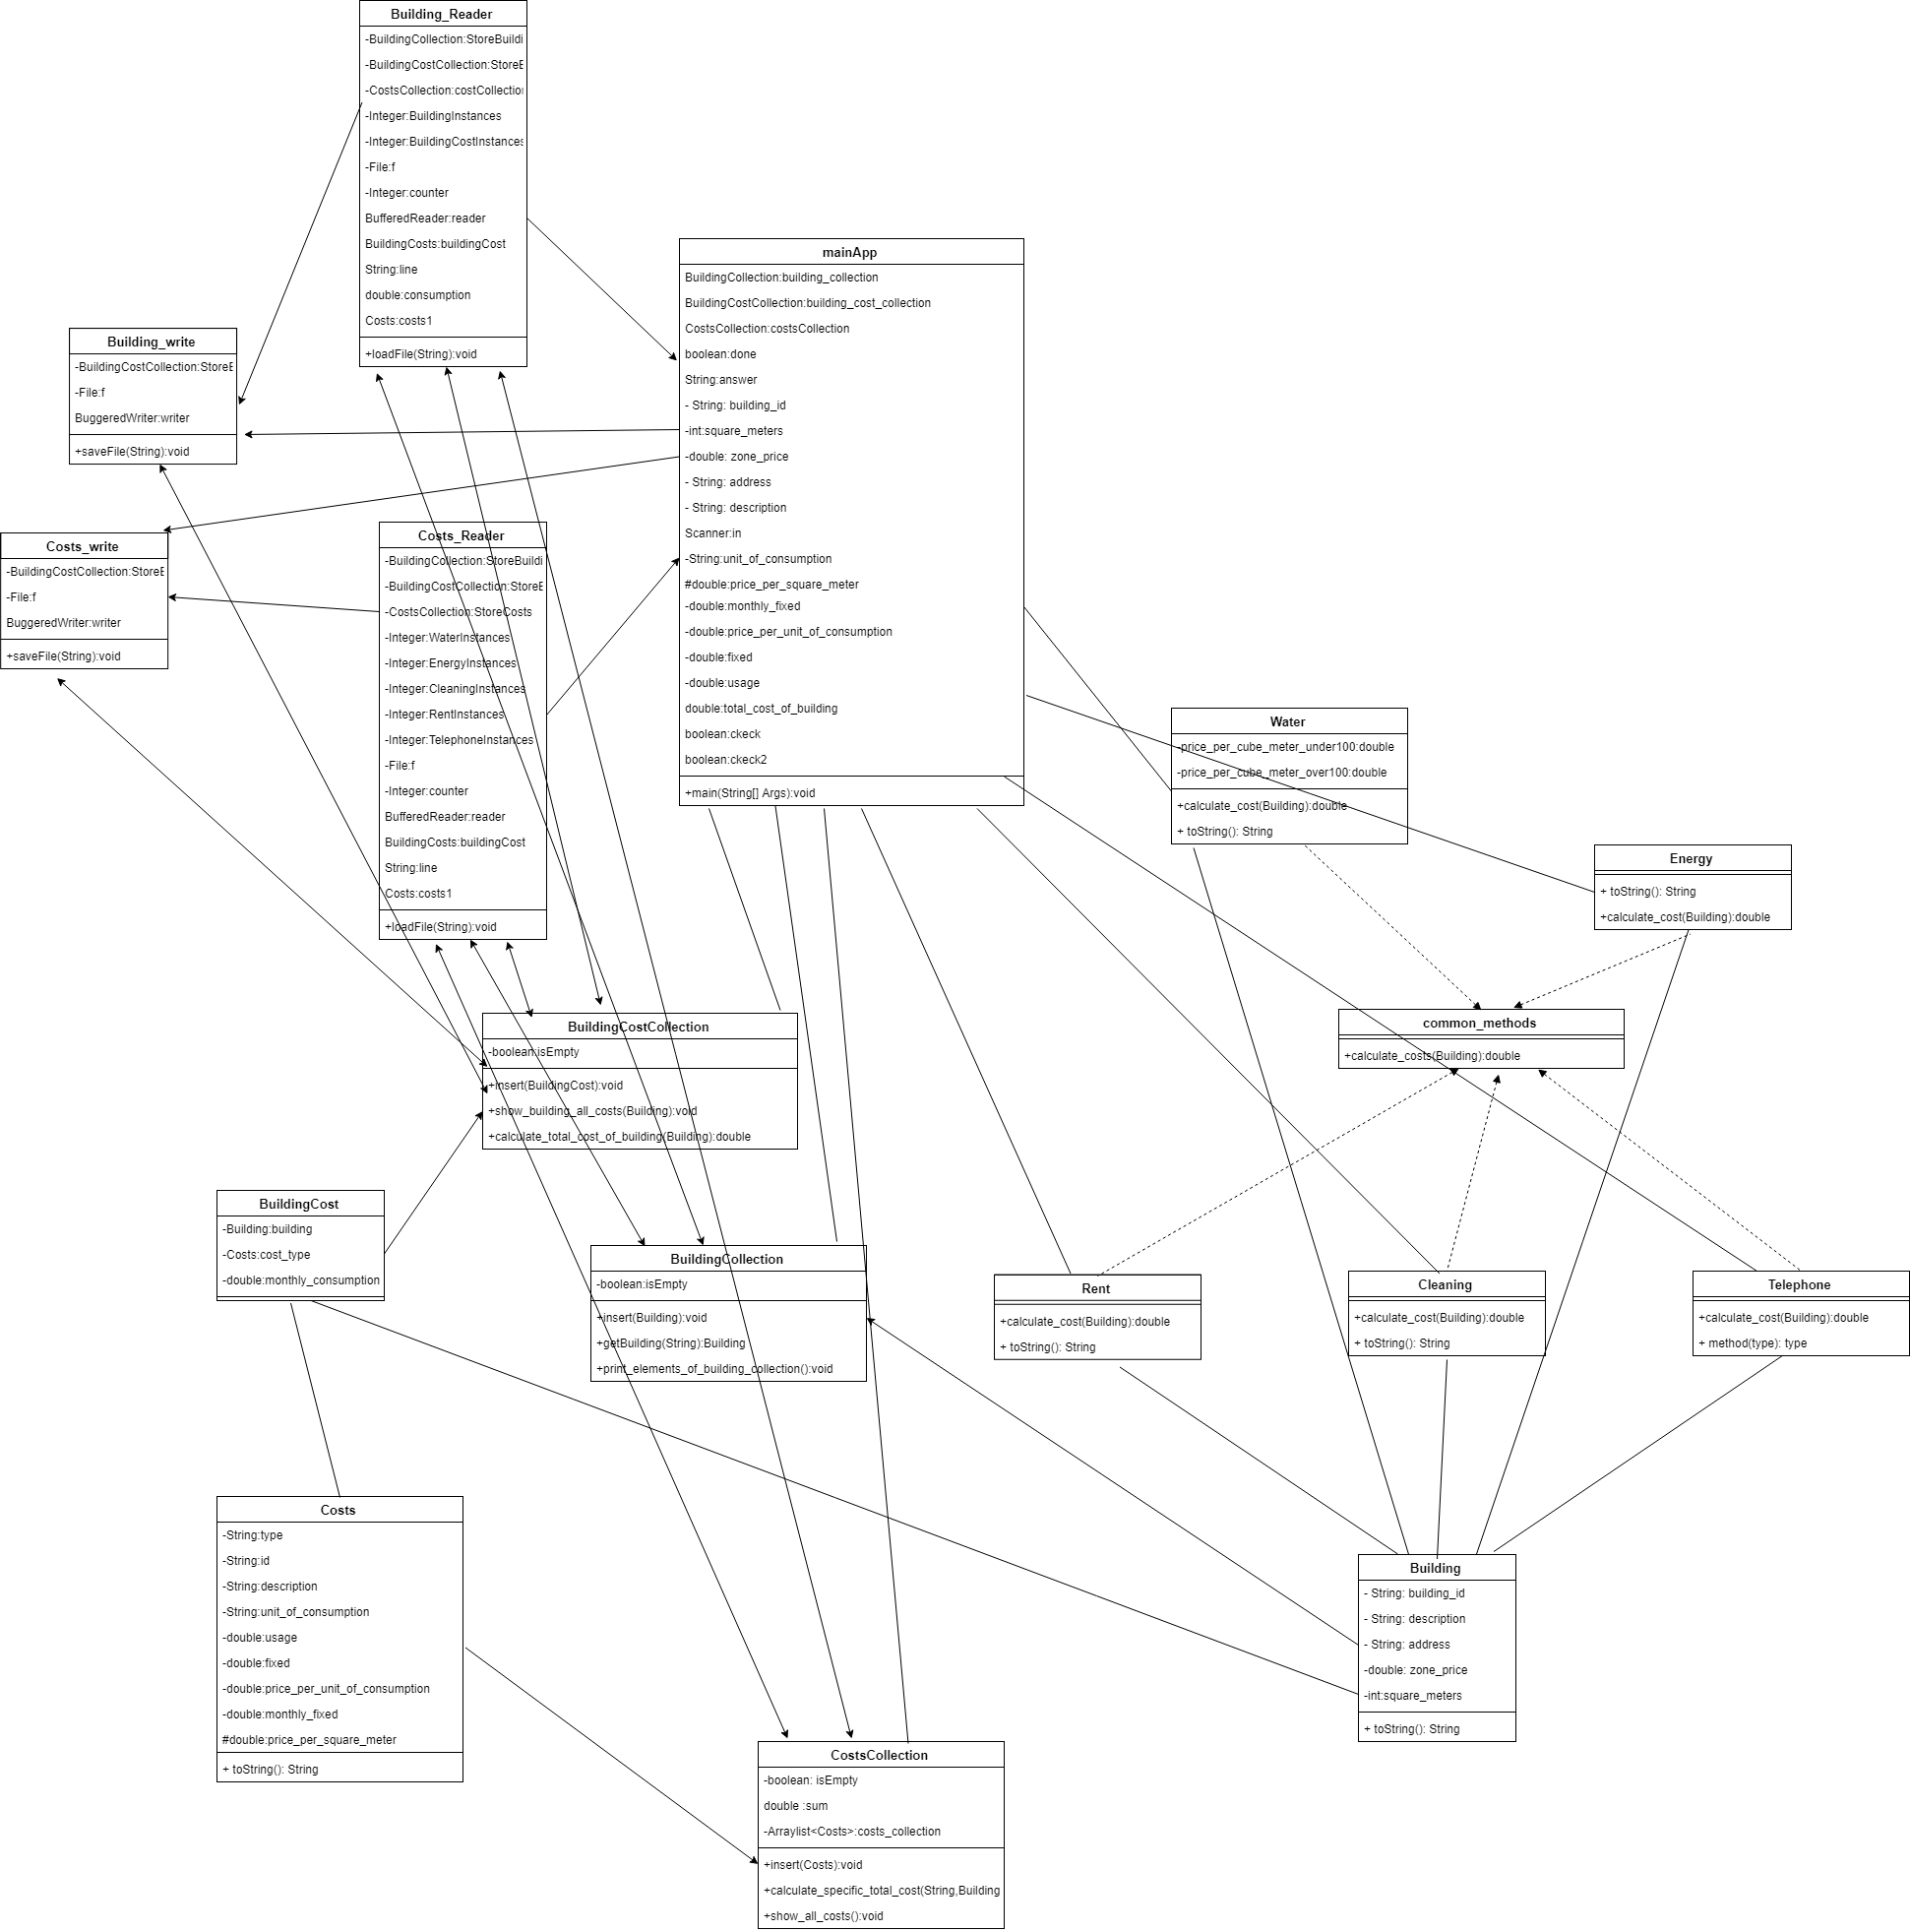 Building_Reader
-BuildingCollection:StoreBuildi
-BuildingCostCollection:StoreB
-CostsCollection:costCollection
-Integer:BuildingInstances
-Integer:BuildingCostInstances
-File:f
-Integer:counter
BufferedReader:reader
BuildingCosts:buildingCost
String:line
double:consumption
Costs:costs1
+loadFile(String):void
mainApp
BuildingCollection:building_collection
BuildingCostCollection:building_cost_collection
CostsCollection:costsCollection
boolean:done
String:answer
- String: building_id
-int:square_meters
-double: zone_price
- String: address
- String: description
Scanner:in
-String:unit_of_consumption
#double:price_per_square_meter
-double:monthly_fixed
-double:price_per_unit_of_consumption
-double:fixed
-double:usage
double:total_cost_of_building
boolean:ckeck
boolean:ckeck2
+main(String[] Args):void
Building_write
-BuildingCostCollection:StoreB
-File:f
BuggeredWriter:writer
+saveFile(String):void
Costs_write
-BuildingCostCollection:StoreB
-File:f
BuggeredWriter:writer
+saveFile(String):void
Costs_Reader
-BuildingCollection:StoreBuildi
-BuildingCostCollection:StoreB
-CostsCollection:StoreCosts
-Integer:WaterInstances
-Integer:EnergyInstances
-Integer:CleaningInstances
-Integer:RentInstances
-Integer:TelephoneInstances
-File:f
-Integer:counter
BufferedReader:reader
BuildingCosts:buildingCost
String:line
Costs:costs1
+loadFile(String):void
Water
-price_per_cube_meter_under100:double
-price_per_cube_meter_over100:double
+calculate_cost(Building):double
+ toString(): String
Energy
+ toString(): String
+calculate_cost(Building):double
common_methods
+calculate_costs(Building):double
BuildingCostCollection
-boolean:isEmpty
+insert(BuildingCost):void
+show_building_all_costs(Building):void
+calculate_total_cost_of_building(Building):double
BuildingCost
-Building:building
-Costs:cost_type
-double:monthly_consumption
BuildingCollection
-boolean:isEmpty
+insert(Building):void
+getBuilding(String):Building
+print_elements_of_building_collection():void
Rent
+calculate_cost(Building):double
+ toString(): String
Cleaning
+calculate_cost(Building):double
+ toString(): String
Telephone
+calculate_cost(Building):double
+ method(type): type
Costs
-String:type
-String:id
-String:description
-String:unit_of_consumption
-double:usage
-double:fixed
-double:price_per_unit_of_consumption
-double:monthly_fixed
#double:price_per_square_meter
+ toString(): String
Building
- String: building_id
- String: description
- String: address
-double: zone_price
-int:square_meters
+ toString(): String
CostsCollection
-boolean: isEmpty
double :sum
-Arraylist<Costs>:costs_collection
+insert(Costs):void
+calculate_specific_total_cost(String,Building
+show_all_costs():void